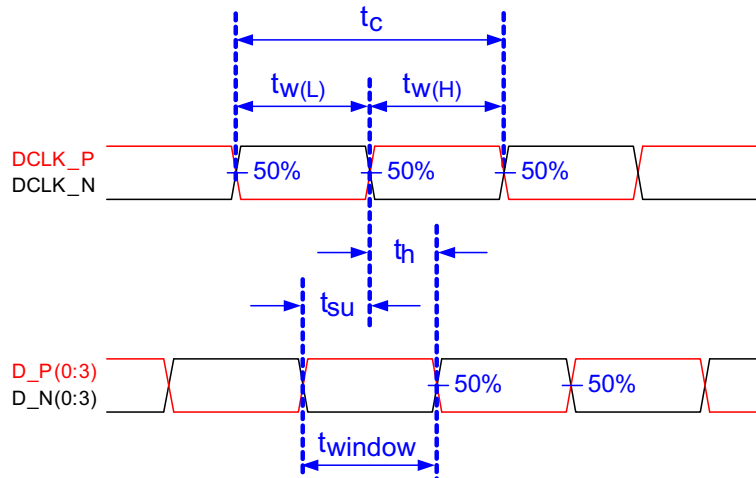 tc
tw(L) tw(H)
DCLK_P
DCLK_N
50% 50% 50%
th
tsu
D_P(0:3)
D_N(0:3)
50% 50%
twindow